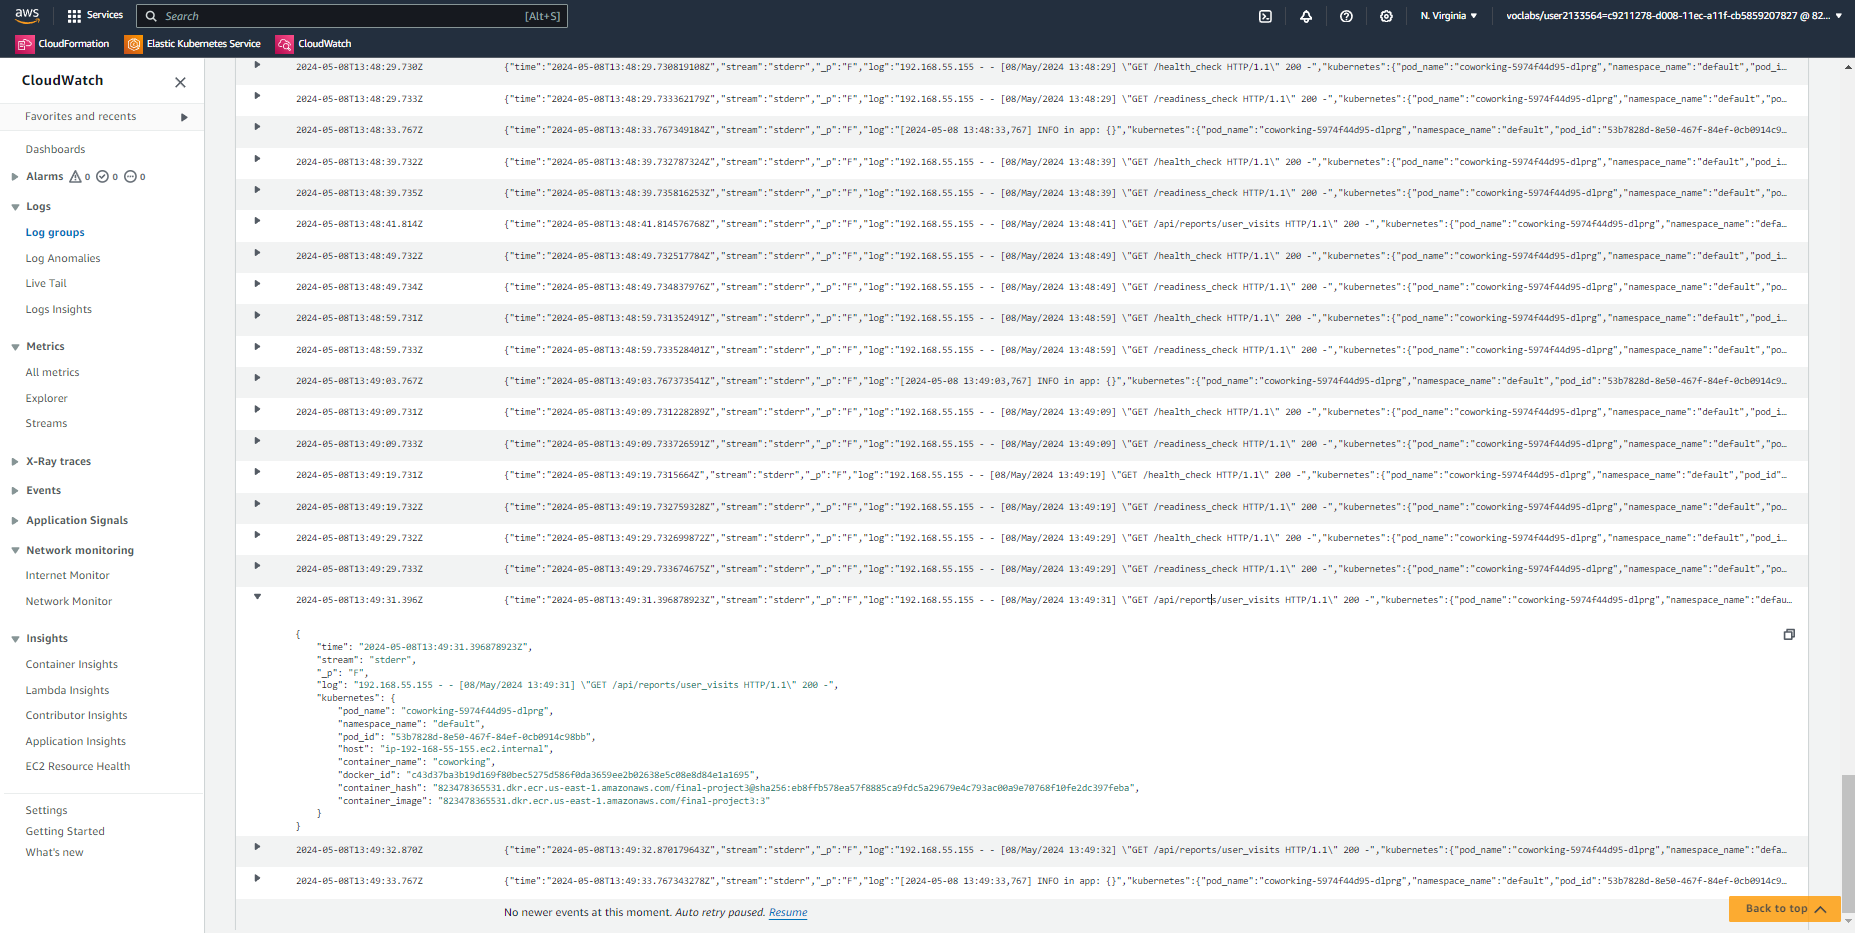 aws
Services
Search
[Alt+S]
N. Virginia
voclabs/user2133564=c9211278-d008-11ec-a11f-cb5859207827 @ 82...
CloudFormation
Elastic Kubernetes Service
CloudWatch
CloudWatch
Favorites and recents
Dashboards
Alarms 0 0 0
Logs
Log groups
Log Anomalies
Live Tail
Logs Insights
Metrics
All metrics
Explorer
Streams
X-Ray traces
Events
Application Signals
Network monitoring
Internet Monitor
Network Monitor
Insights
Container Insights
Lambda Insights
Contributor Insights
Application Insights
EC2 Resource Health
Settings
Getting Started
What's new
2024-05-08T13:48:29.730Z {"time":"2024-05-08T13:48:29.730819108Z","stream":"stderr","_p":"F","log":"192.168.55.155 - - [08/May/2024 13:48:29] \"GET /health_check HTTP/1.1\" 200 -","kubernetes":{"pod_name":"coworking-5974f44d95-dlprg","namespace_name":"default","pod_i...
2024-05-08T13:48:29.733Z {"time":"2024-05-08T13:48:29.733362179Z","stream":"stderr","_p":"F","log":"192.168.55.155 - - [08/May/2024 13:48:29] \"GET /readiness_check HTTP/1.1\" 200 -","kubernetes":{"pod_name":"coworking-5974f44d95-dlprg","namespace_name":"default","po...
2024-05-08T13:48:33.767Z {"time":"2024-05-08T13:48:33.767349184Z","stream":"stderr","_p":"F","log":"[2024-05-08 13:48:33,767] INFO in app: {}","kubernetes":{"pod_name":"coworking-5974f44d95-dlprg","namespace_name":"default","pod_id":"53b7828d-8e50-467f-84ef-0cb0914c9...
2024-05-08T13:48:39.732Z {"time":"2024-05-08T13:48:39.732787324Z","stream":"stderr","_p":"F","log":"192.168.55.155 - - [08/May/2024 13:48:39] \"GET /health_check HTTP/1.1\" 200 -","kubernetes":{"pod_name":"coworking-5974f44d95-dlprg","namespace_name":"default","pod_i...
2024-05-08T13:48:39.735Z {"time":"2024-05-08T13:48:39.735816253Z","stream":"stderr","_p":"F","log":"192.168.55.155 - - [08/May/2024 13:48:39] \"GET /readiness_check HTTP/1.1\" 200 -","kubernetes":{"pod_name":"coworking-5974f44d95-dlprg","namespace_name":"default","po...
2024-05-08T13:48:41.814Z {"time":"2024-05-08T13:48:41.814576768Z","stream":"stderr","_p":"F","log":"192.168.55.155 - - [08/May/2024 13:48:41] \"GET /api/reports/user_visits HTTP/1.1\" 200 -","kubernetes":{"pod_name":"coworking-5974f44d95-dlprg","namespace_name":"defa...
2024-05-08T13:48:49.732Z {"time":"2024-05-08T13:48:49.732517784Z","stream":"stderr","_p":"F","log":"192.168.55.155 - - [08/May/2024 13:48:49] \"GET /health_check HTTP/1.1\" 200 -","kubernetes":{"pod_name":"coworking-5974f44d95-dlprg","namespace_name":"default","pod_i...
2024-05-08T13:48:49.734Z {"time":"2024-05-08T13:48:49.734837976Z","stream":"stderr","_p":"F","log":"192.168.55.155 - - [08/May/2024 13:48:49] \"GET /readiness_check HTTP/1.1\" 200 -","kubernetes":{"pod_name":"coworking-5974f44d95-dlprg","namespace_name":"default","po...
2024-05-08T13:48:59.731Z {"time":"2024-05-08T13:48:59.731352491Z","stream":"stderr","_p":"F","log":"192.168.55.155 - - [08/May/2024 13:48:59] \"GET /health_check HTTP/1.1\" 200 -","kubernetes":{"pod_name":"coworking-5974f44d95-dlprg","namespace_name":"default","pod_i...
2024-05-08T13:48:59.733Z {"time":"2024-05-08T13:48:59.733528401Z","stream":"stderr","_p":"F","log":"192.168.55.155 - - [08/May/2024 13:48:59] \"GET /readiness_check HTTP/1.1\" 200 -","kubernetes":{"pod_name":"coworking-5974f44d95-dlprg","namespace_name":"default","po...
2024-05-08T13:49:03.767Z {"time":"2024-05-08T13:49:03.767373541Z","stream":"stderr","_p":"F","log":"[2024-05-08 13:49:03,767] INFO in app: {}","kubernetes":{"pod_name":"coworking-5974f44d95-dlprg","namespace_name":"default","pod_id":"53b7828d-8e50-467f-84ef-0cb0914c9...
2024-05-08T13:49:09.731Z {"time":"2024-05-08T13:49:09.731228289Z","stream":"stderr","_p":"F","log":"192.168.55.155 - - [08/May/2024 13:49:09] \"GET /health_check HTTP/1.1\" 200 -","kubernetes":{"pod_name":"coworking-5974f44d95-dlprg","namespace_name":"default","pod_i...
2024-05-08T13:49:09.733Z {"time":"2024-05-08T13:49:09.733726591Z","stream":"stderr","_p":"F","log":"192.168.55.155 - - [08/May/2024 13:49:09] \"GET /readiness_check HTTP/1.1\" 200 -","kubernetes":{"pod_name":"coworking-5974f44d95-dlprg","namespace_name":"default","po...
2024-05-08T13:49:19.731Z {"time":"2024-05-08T13:49:19.7315664Z","stream":"stderr","_p":"F","log":"192.168.55.155 - - [08/May/2024 13:49:19] \"GET /health_check HTTP/1.1\" 200 -","kubernetes":{"pod_name":"coworking-5974f44d95-dlprg","namespace_name":"default","pod_id"...
2024-05-08T13:49:19.732Z {"time":"2024-05-08T13:49:19.732759328Z","stream":"stderr","_p":"F","log":"192.168.55.155 - - [08/May/2024 13:49:19] \"GET /readiness_check HTTP/1.1\" 200 -","kubernetes":{"pod_name":"coworking-5974f44d95-dlprg","namespace_name":"default","po...
2024-05-08T13:49:29.732Z {"time":"2024-05-08T13:49:29.732699872Z","stream":"stderr","_p":"F","log":"192.168.55.155 - - [08/May/2024 13:49:29] \"GET /health_check HTTP/1.1\" 200 -","kubernetes":{"pod_name":"coworking-5974f44d95-dlprg","namespace_name":"default","pod_i...
2024-05-08T13:49:29.733Z {"time":"2024-05-08T13:49:29.733674675Z","stream":"stderr","_p":"F","log":"192.168.55.155 - - [08/May/2024 13:49:29] \"GET /readiness_check HTTP/1.1\" 200 -","kubernetes":{"pod_name":"coworking-5974f44d95-dlprg","namespace_name":"default","po...
2024-05-08T13:49:31.396Z {"time":"2024-05-08T13:49:31.396878923Z","stream":"stderr","_p":"F","log":"192.168.55.155 - - [08/May/2024 13:49:31] \"GET /api/reports/user_visits HTTP/1.1\" 200 -","kubernetes":{"pod_name":"coworking-5974f44d95-dlprg","namespace_name":"defau...
{
"time": "2024-05-08T13:49:31.396878923Z",
"stream": "stderr",
"_p": "F",
"log": "192.168.55.155 - - [08/May/2024 13:49:31] \"GET /api/reports/user_visits HTTP/1.1\" 200 -",
"kubernetes": {
"pod_name": "coworking-5974f44d95-dlprg",
"namespace_name": "default",
"pod_id": "53b7828d-8e50-467f-84ef-0cb0914c98bb",
"host": "ip-192-168-55-155.ec2.internal",
"container_name": "coworking",
"docker_id": "c43d37ba3b19d169f80bec5275d586f0da3659ee2b02638e5c08e8d84e1a1695",
"container_hash": "823478365531.dkr.ecr.us-east-1.amazonaws.com/final-project3@sha256:eb8ffb578ea57f8885ca9fdc5a29679e4c793ac00a9e70768f10fe2dc397feba",
"container_image": "823478365531.dkr.ecr.us-east-1.amazonaws.com/final-project3:3"
}
}
2024-05-08T13:49:32.870Z {"time":"2024-05-08T13:49:32.870179643Z","stream":"stderr","_p":"F","log":"192.168.55.155 - - [08/May/2024 13:49:32] \"GET /api/reports/user_visits HTTP/1.1\" 200 -","kubernetes":{"pod_name":"coworking-5974f44d95-dlprg","namespace_name":"defa...
2024-05-08T13:49:33.767Z {"time":"2024-05-08T13:49:33.767343278Z","stream":"stderr","_p":"F","log":"[2024-05-08 13:49:33,767] INFO in app: {}","kubernetes":{"pod_name":"coworking-5974f44d95-dlprg","namespace_name":"default","pod_id":"53b7828d-8e50-467f-84ef-0cb0914c9...
No newer events at this moment. Auto retry paused. Resume
Back to top